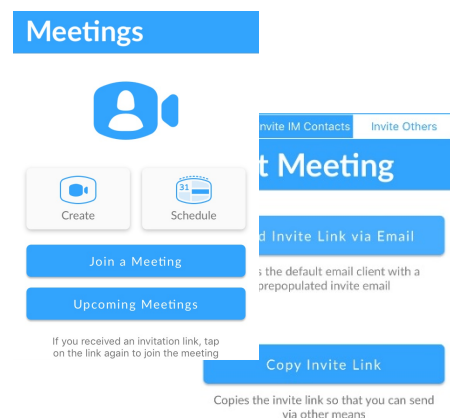 Meetings
31
Create
Schedule
Join a Meeting
Upcoming Meetings
If you received an invitation link, tap
on the link again to join the meeting
Invite IM Contacts
Invite Others
t Meeting
d Invite Link via Email
s the default email client with a
prepopulated invite email
Copy Invite Link
Copies the invite link so that you can send
via other means